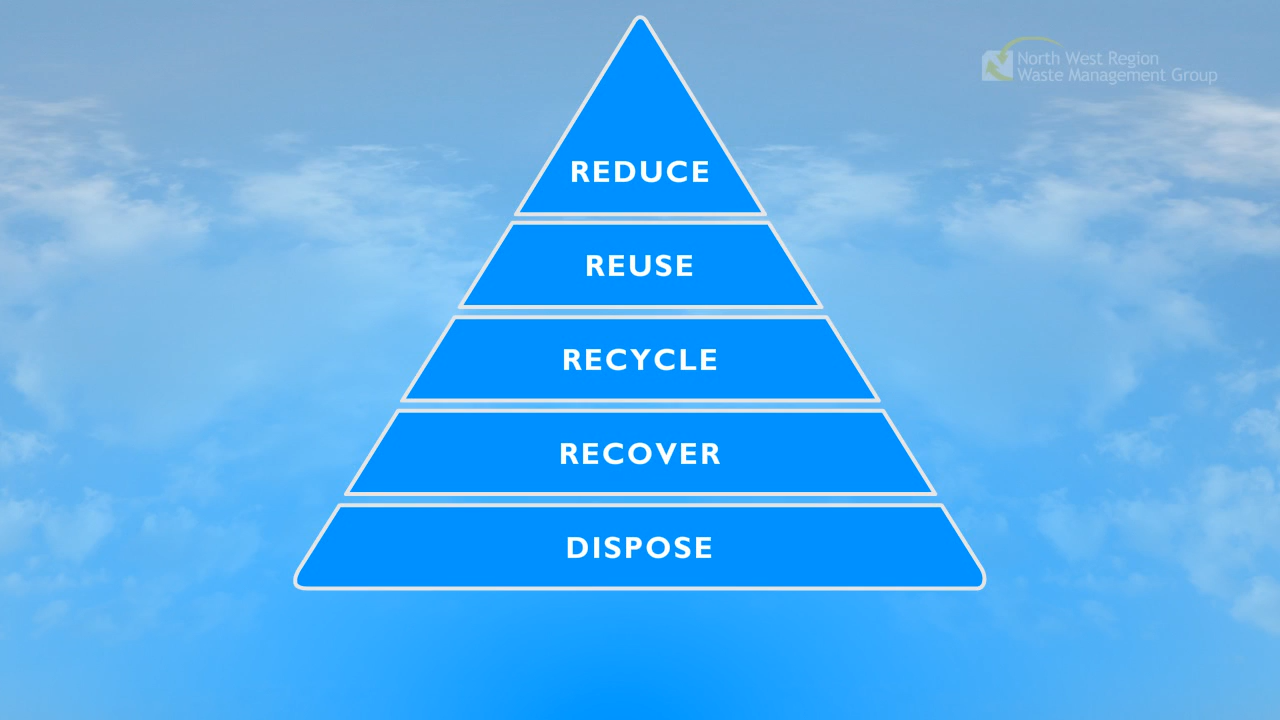 North West Region
Waste Management Group
REDUCE
REUSE
RECYCLE
RECOVER
DISPOSE